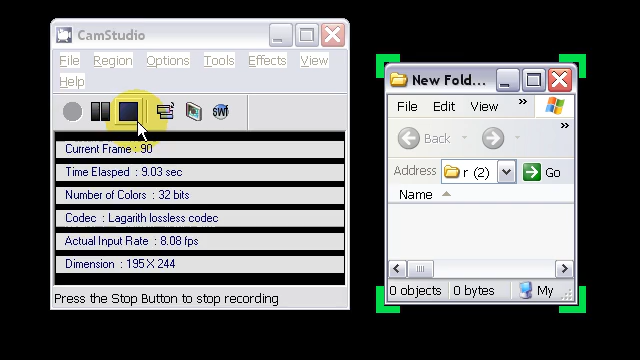 CamStudio
File Region Options Tools Effects View
Help
SWF
Current Frame : 90
Time Elasped : 9.03 sec
Number of Colors : 32 bits
Codec : Lagarith lossless codec
Actual Input Rate : 8.08 fps
Dimension : 195 X 244
Press the Stop Button to stop recording
New Fold...
File Edit View »
Back »
Address r (2) Go
Name
0 objects 0 bytes My